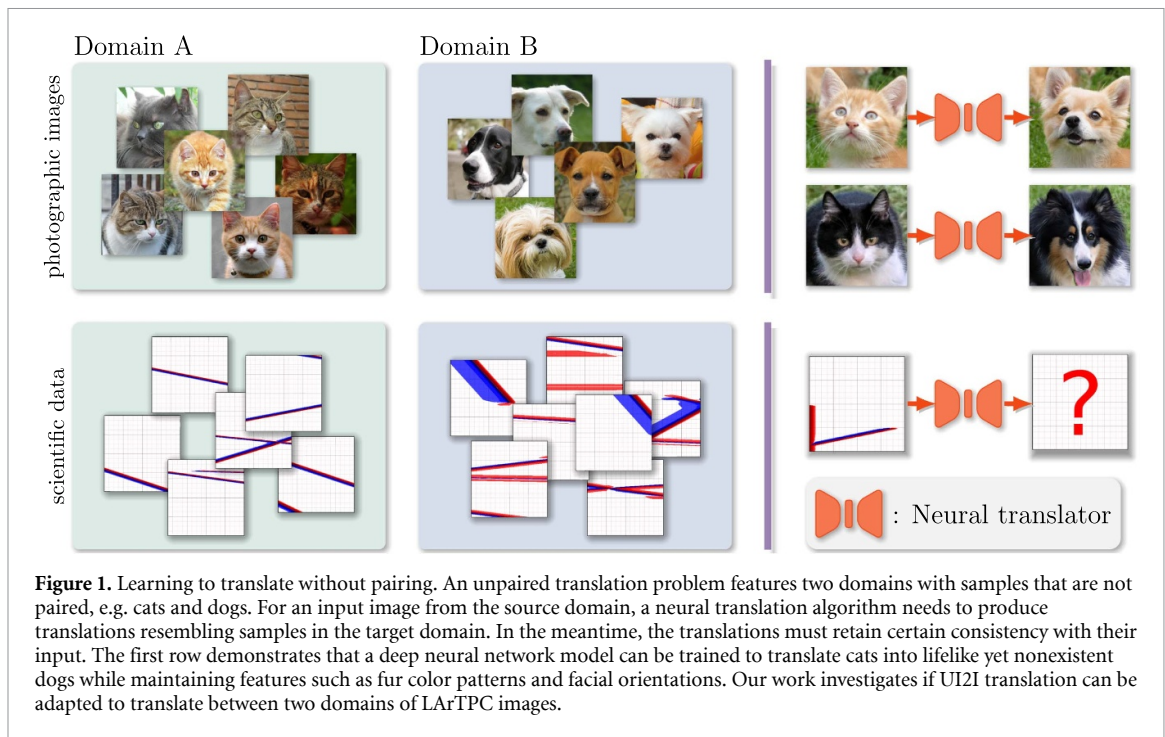 Domain A
Domain B
photographic images
scientific data
?
: Neural translator
Figure 1. Learning to translate without pairing. An unpaired translation problem features two domains with samples that are not
paired, e.g. cats and dogs. For an input image from the source domain, a neural translation algorithm needs to produce
translations resembling samples in the target domain. In the meantime, the translations must retain certain consistency with their
input. The first row demonstrates that a deep neural network model can be trained to translate cats into lifelike yet nonexistent
dogs while maintaining features such as fur color patterns and facial orientations. Our work investigates if UI2I translation can be
adapted to translate between two domains of LArTPC images.